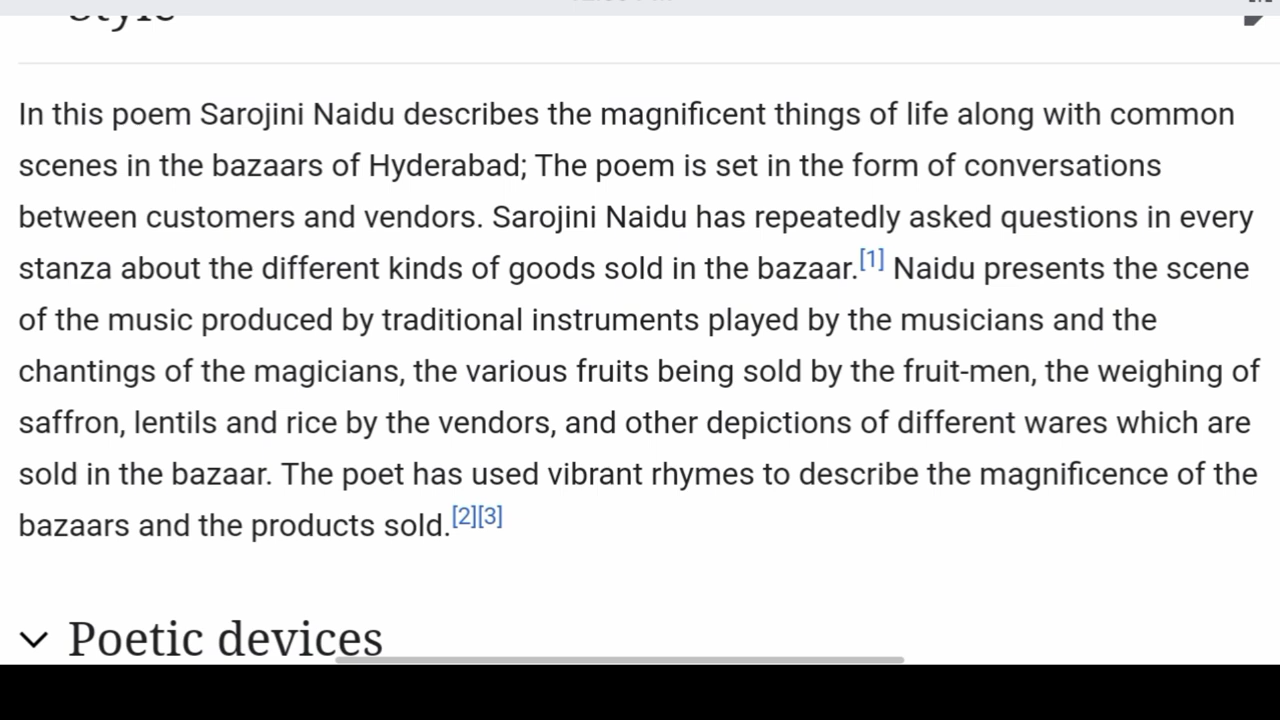 Style
In this poem Sarojini Naidu describes the magnificent things of life along with common
scenes in the bazaars of Hyderabad; The poem is set in the form of conversations
between customers and vendors. Sarojini Naidu has repeatedly asked questions in every
stanza about the different kinds of goods sold in the bazaar.[1] Naidu presents the scene
of the music produced by traditional instruments played by the musicians and the
chantings of the magicians, the various fruits being sold by the fruit-men, the weighing of
saffron, lentils and rice by the vendors, and other depictions of different wares which are
sold in the bazaar. The poet has used vibrant rhymes to describe the magnificence of the
bazaars and the products sold.[2][3]
Poetic devices